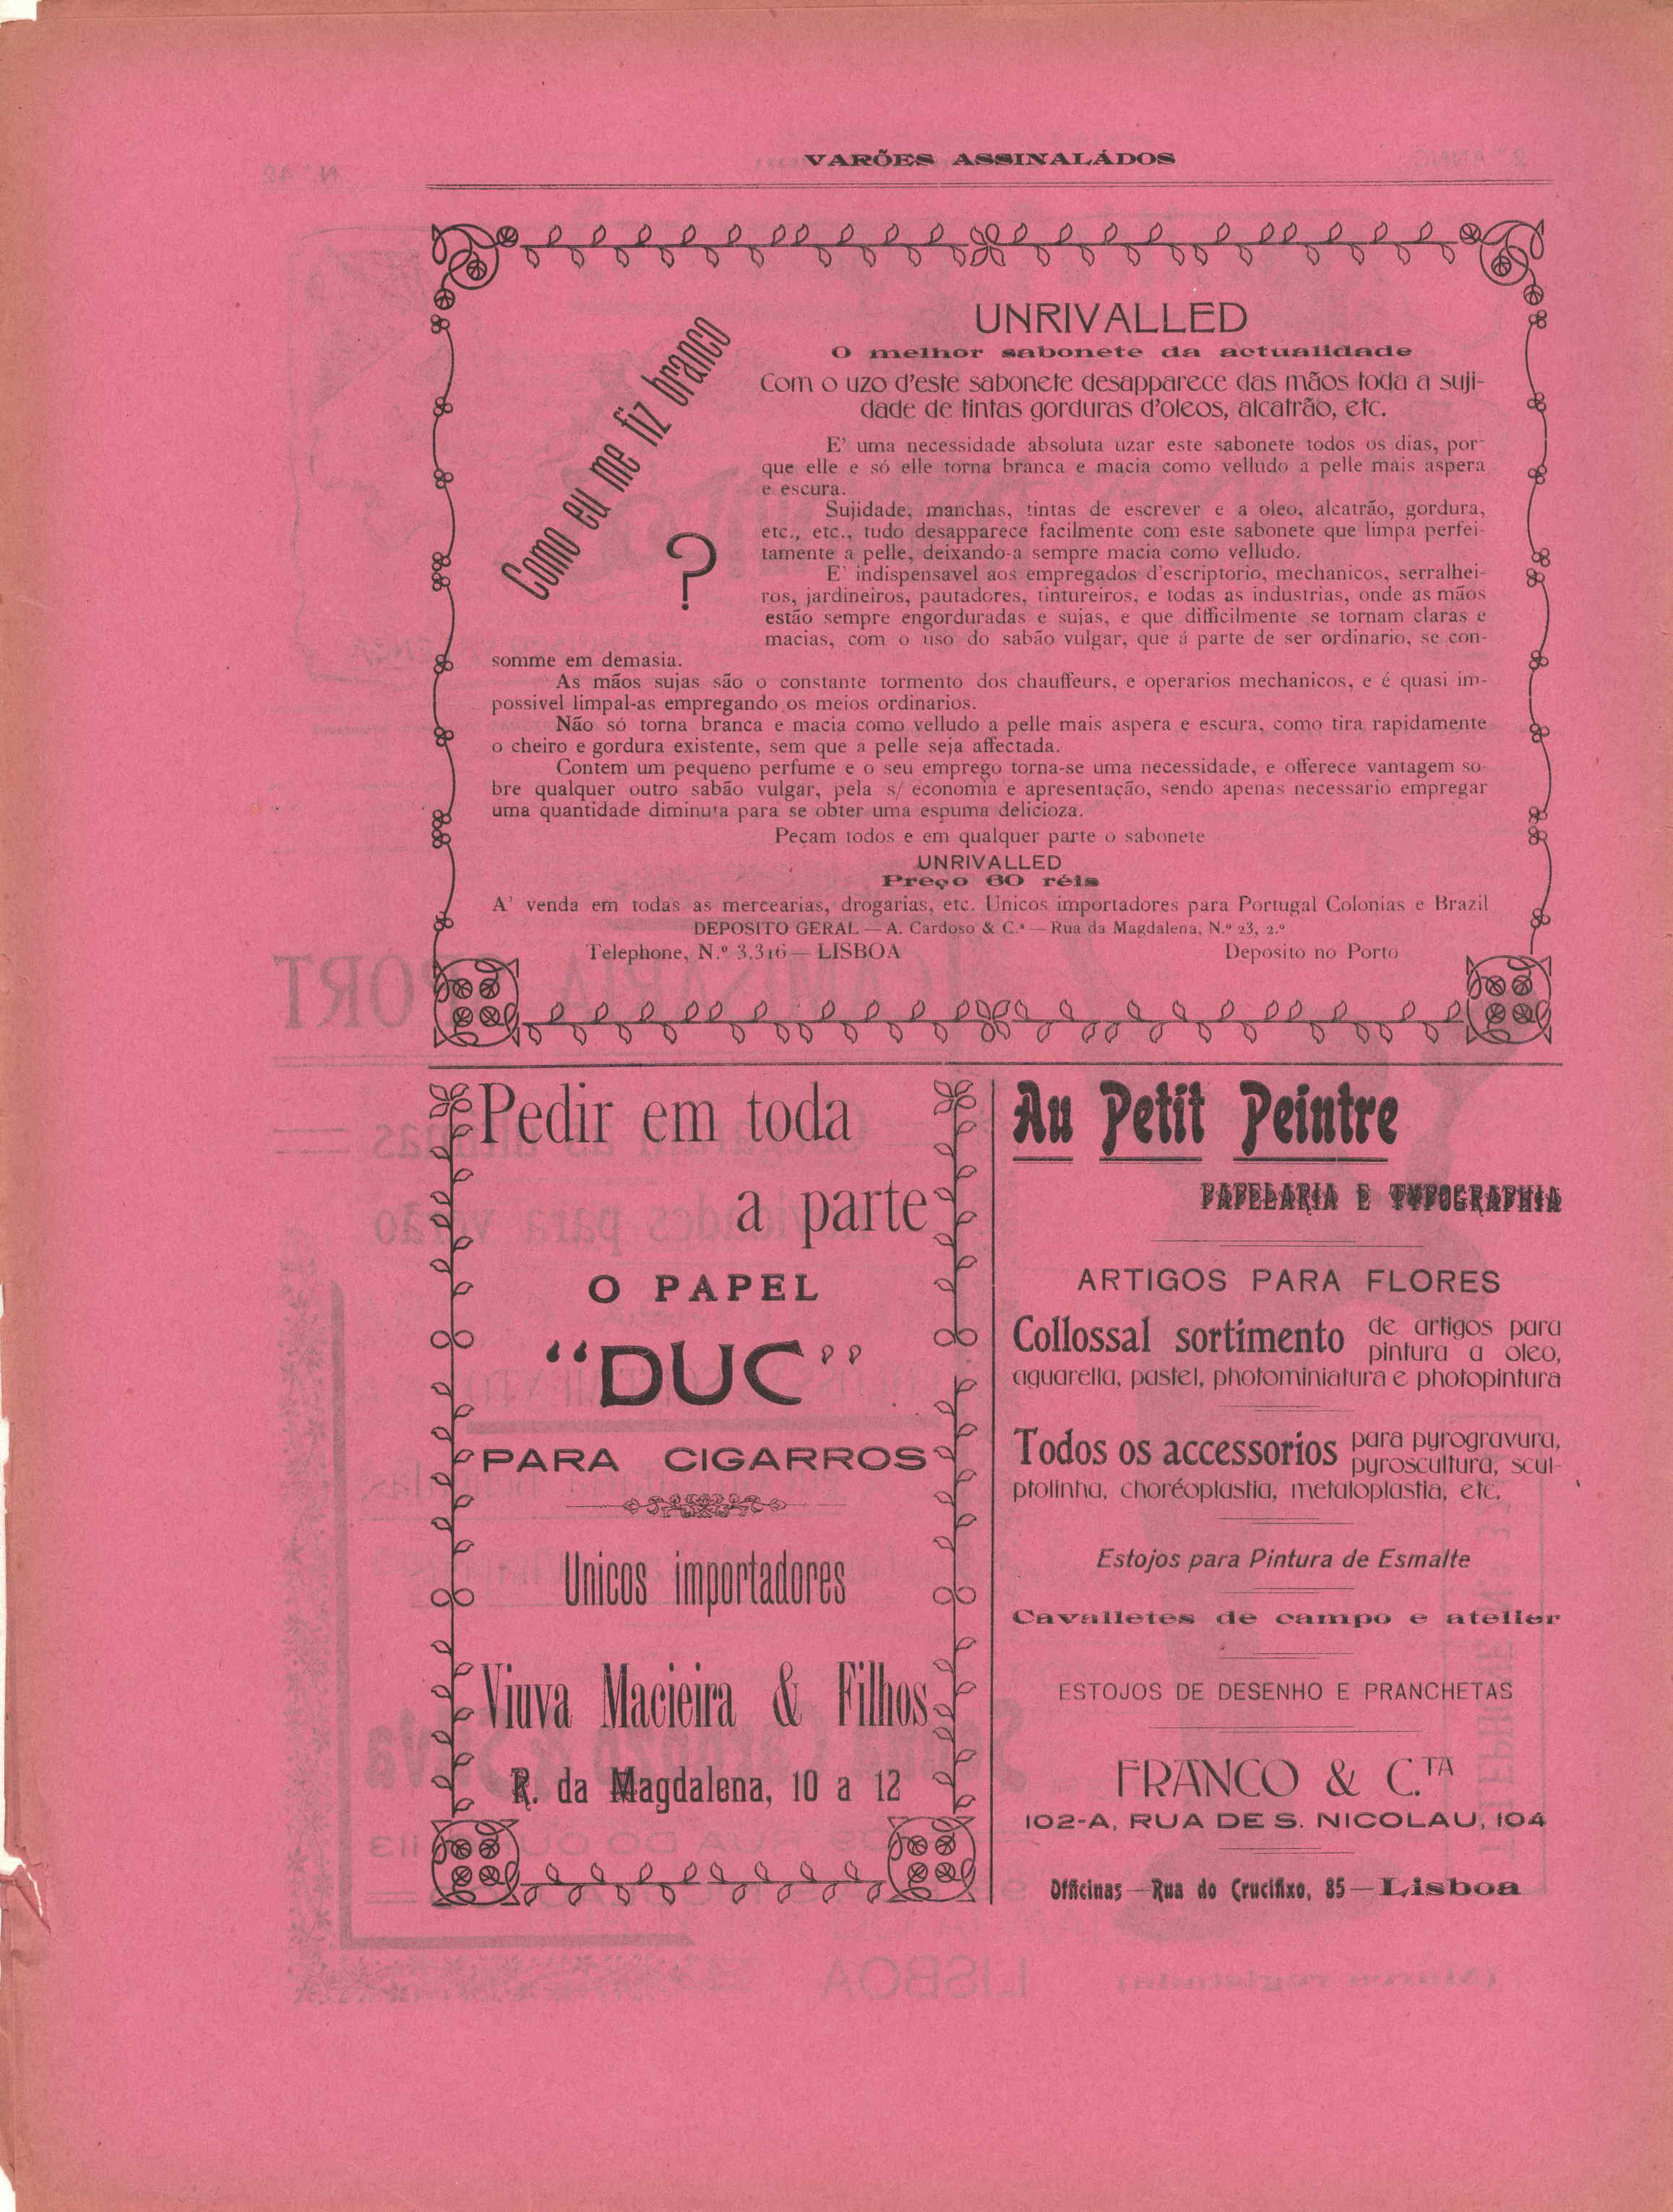 VARÕES ASSINALÁDOS
Como eu me fiz branco
?
UNRIVALLED
O melhor sabonete da actualidade
Com o uzo d'este sabonete desapparece das mãos toda a suji-
dade de tintas gorduras d'oleos, alcatrão, etc.
E' uma necessidade absoluta uzar este sabonete todos os dias, por-
que elle e só elle torna branca e macia como velludo a pelle mais aspera
e escura.
Sujidade, manchas, tintas de escrever e a oleo, alcatrão, gordura,
etc., etc., tudo desapparece facilmente com este sabonete que limpa perfei-
tamente a pelle, deixando-a sempre macia como velludo.
E' indispensavel aos empregados d'escriptorio, mechanicos, serralhei-
ros, jardineiros, pautadores, tintureiros, e todas as industrias, onde as mãos
estão sempre engorduradas e sujas, e que difficilmente se tornam claras e
macias, com o uso do sabão vulgar, que á parte de ser ordinario, se con-
somme em demasia.
As mãos sujas são o constante tormento dos chauffeurs, e operarios mechanicos, e é quasi im-
possivel limpal-as empregando os meios ordinarios.
Não só torna branca e macia como velludo a pelle mais aspera e escura, como tira rapidamente
o cheiro e gordura existente, sem que a pelle seja affectada.
Contem um pequeno perfume e o seu emprego torna-se uma necessidade, e offerece vantagem so-
bre qualquer outro sabão vulgar, pela s/ economia e apresentação, sendo apenas necessario empregar
uma quantidade diminuta para se obter uma espuma delicioza.
Peçam todos e em qualquer parte o sabonete
UNRIVALLED
Preço 60 réis
A' venda em todas as mercearias, drogarias, etc. Unicos importadores para Portugal Colonias e Brazil
DEPOSITO GERAL — A. Cardoso & C.ª — Rua da Magdalena, N.º 23, 2.º
Telephone, N.º 3.316 — LISBOA Deposito no Porto
Pedir em toda
a parte
O PAPEL
"DUC"
PARA CIGARROS
Unicos importadores
Viuva Macieira & Filhos
R. da Magdalena, 10 a 12
Au Petit Peintre
PAPELARIA E TYPOGRAPHIA
ARTIGOS PARA FLORES
Collossal sortimento de artigos para
pintura a oleo,
aguarella, pastel, photominiatura e photopintura
Todos os accessorios para pyrogravura,
pyroscultura, scul-
ptolinha, choréoplastia, metaloplastia, etc.
Estojos para Pintura de Esmalte
Cavalletes de campo e atelier
ESTOJOS DE DESENHO E PRANCHETAS
FRANCO & C.TA
102-A, RUA DE S. NICOLAU, 104
Officinas — Rua do Crucifixo, 85 — Lisboa